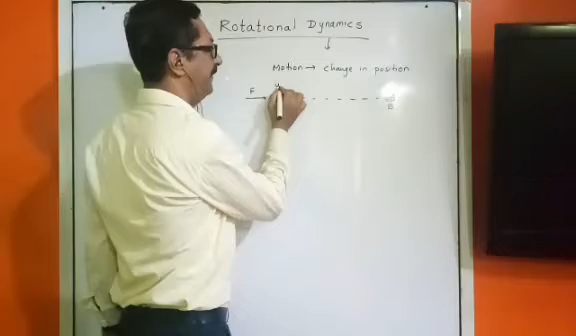 Rotational Dynamics
Motion → change in position
F
B